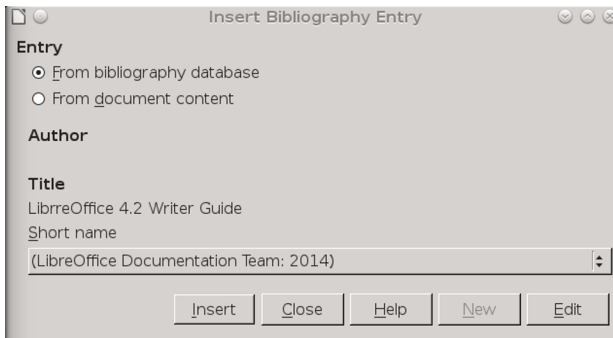 Insert Bibliography Entry
Entry
From bibliography database
From document content
Author
Title
LibrreOffice 4.2 Writer Guide
Short name
(LibreOffice Documentation Team: 2014)
Insert Close Help New Edit